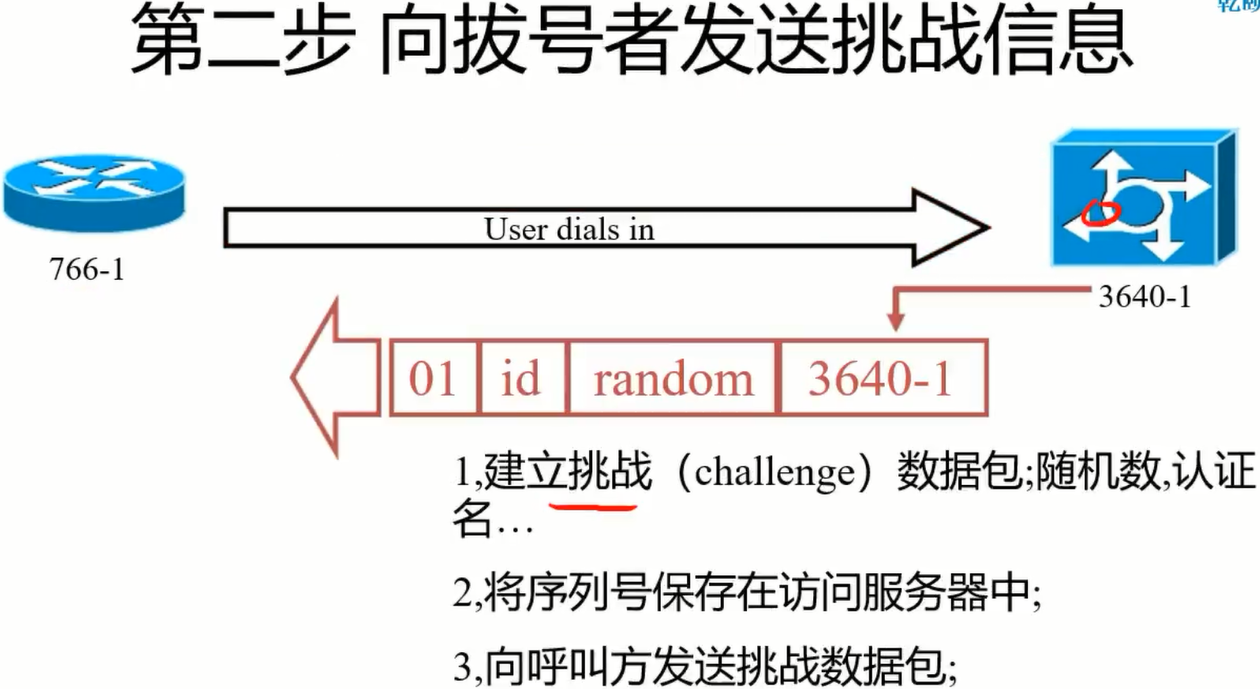 第二步 向拔号者发送挑战信息
User dials in
766-1
3640-1
01 id random 3640-1
1,建立挑战（challenge）数据包;随机数,认证
名…
2,将序列号保存在访问服务器中;
3,向呼叫方发送挑战数据包;